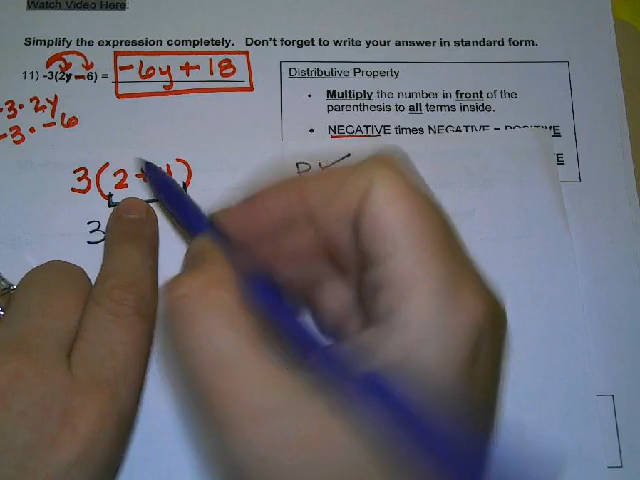 Watch Video Here:
Simplify the expression completely. Don't forget to write your answer in standard form.
11) -3(2y – 6) = -6y + 18
-3 · 2y
-3 · -6
Distributive Property
• Multiply the number in front of the
parenthesis to all terms inside.
• NEGATIVE times NEGATIVE =
3(2 + 1)
3